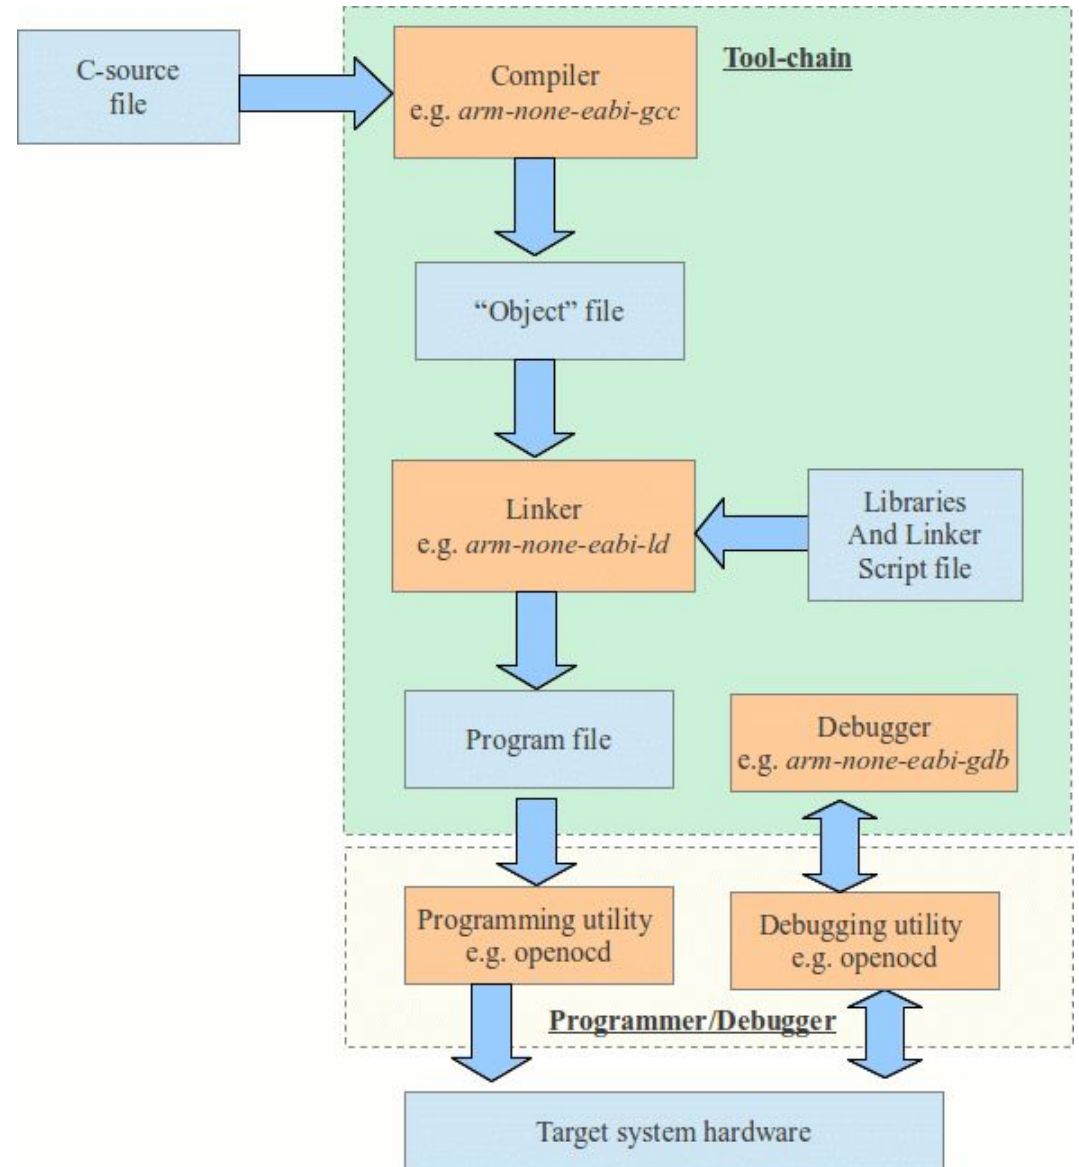 C-source
file
Compiler
e.g. arm-none-eabi-gcc
Tool-chain
“Object” file
Linker
e.g. arm-none-eabi-ld
Libraries
And Linker
Script file
Program file
Debugger
e.g. arm-none-eabi-gdb
Programming utility
e.g. openocd
Debugging utility
e.g. openocd
Programmer/Debugger
Target system hardware